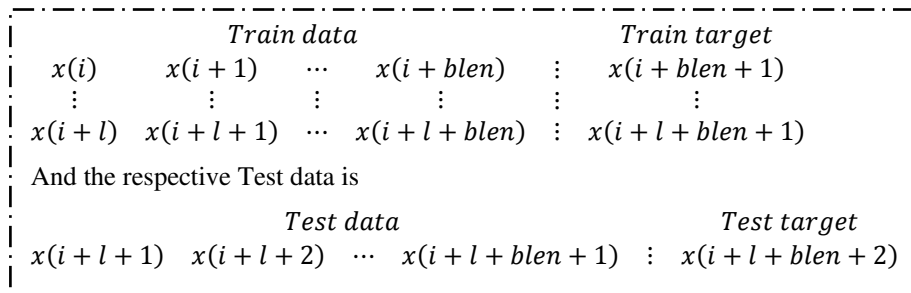 Train data Train target
x(i) x(i + 1) ⋯ x(i + blen) ⋮ x(i + blen + 1)
⋮ ⋮ ⋮ ⋮ ⋮ ⋮
x(i + l) x(i + l + 1) ⋯ x(i + l + blen) ⋮ x(i + l + blen + 1)
And the respective Test data is
Test data Test target
x(i + l + 1) x(i + l + 2) ⋯ x(i + l + blen + 1) ⋮ x(i + l + blen + 2)